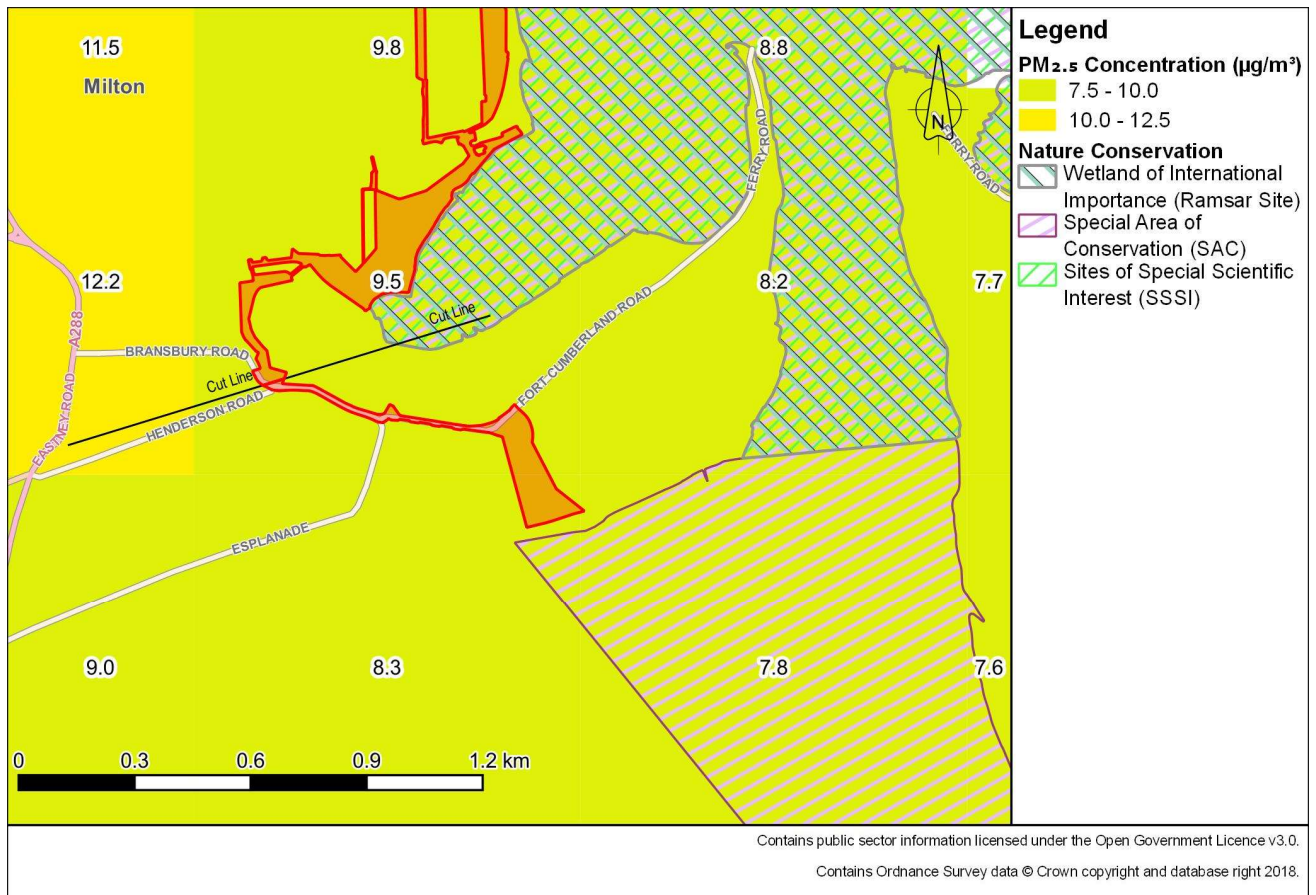 11.5
9.8
8.8
Milton
N
FERRY ROAD
FERRY ROAD
12.2
9.5
8.2
7.7
Cut Line
A288
BRANSBURY ROAD
FORT CUMBERLAND ROAD
Cut Line
HENDERSON ROAD
EASTNEY ROAD
ESPLANADE
9.0
8.3
7.8
7.6
0 0.3 0.6 0.9 1.2 km
Legend
PM₂.₅ Concentration (µg/m³)
7.5 - 10.0
10.0 - 12.5
Nature Conservation
Wetland of International
Importance (Ramsar Site)
Special Area of
Conservation (SAC)
Sites of Special Scientific
Interest (SSSI)
Contains public sector information licensed under the Open Government Licence v3.0.
Contains Ordnance Survey data © Crown copyright and database right 2018.